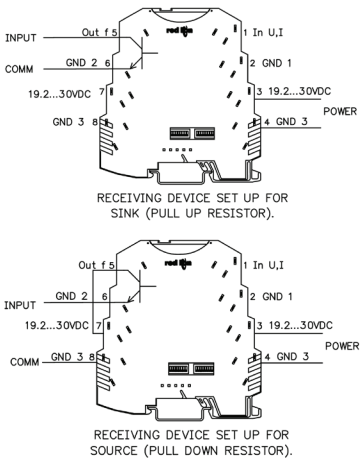 Out f 5 red lion 1 In U,I
INPUT
GND 2 6 2 GND 1
COMM
19.2...30VDC 7 3 19.2...30VDC
POWER
GND 3 8 4 GND 3
RECEIVING DEVICE SET UP FOR
SINK (PULL UP RESISTOR).
Out f 5 red lion 1 In U,I
GND 2 6 2 GND 1
INPUT
19.2...30VDC 7 3 19.2...30VDC
POWER
COMM GND 3 8 4 GND 3
RECEIVING DEVICE SET UP FOR
SOURCE (PULL DOWN RESISTOR).